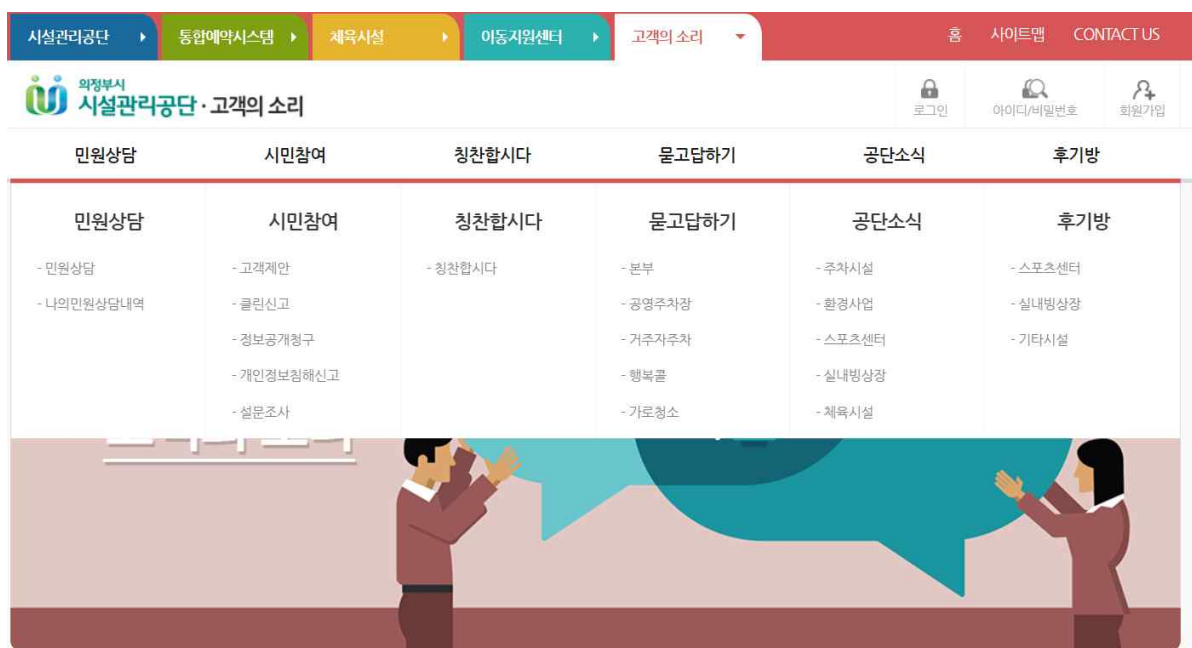 시설관리공단 통합예약시스템 체육시설 이동지원센터 고객의 소리 홈 사이트맵 CONTACT US
의정부시
시설관리공단 · 고객의 소리
로그인 아이디/비밀번호 회원가입
민원상담 시민참여 칭찬합시다 묻고답하기 공단소식 후기방
민원상담 시민참여 칭찬합시다 묻고답하기 공단소식 후기방
- 민원상담 - 고객제안 - 칭찬합시다 - 본부 - 주차시설 - 스포츠센터
- 나의민원상담내역 - 클린신고 - 공영주차장 - 환경사업 - 실내빙상장
- 정보공개청구 - 거주자주차 - 스포츠센터 - 기타시설
- 개인정보침해신고 - 행복콜 - 실내빙상장
- 설문조사 - 가로청소 - 체육시설